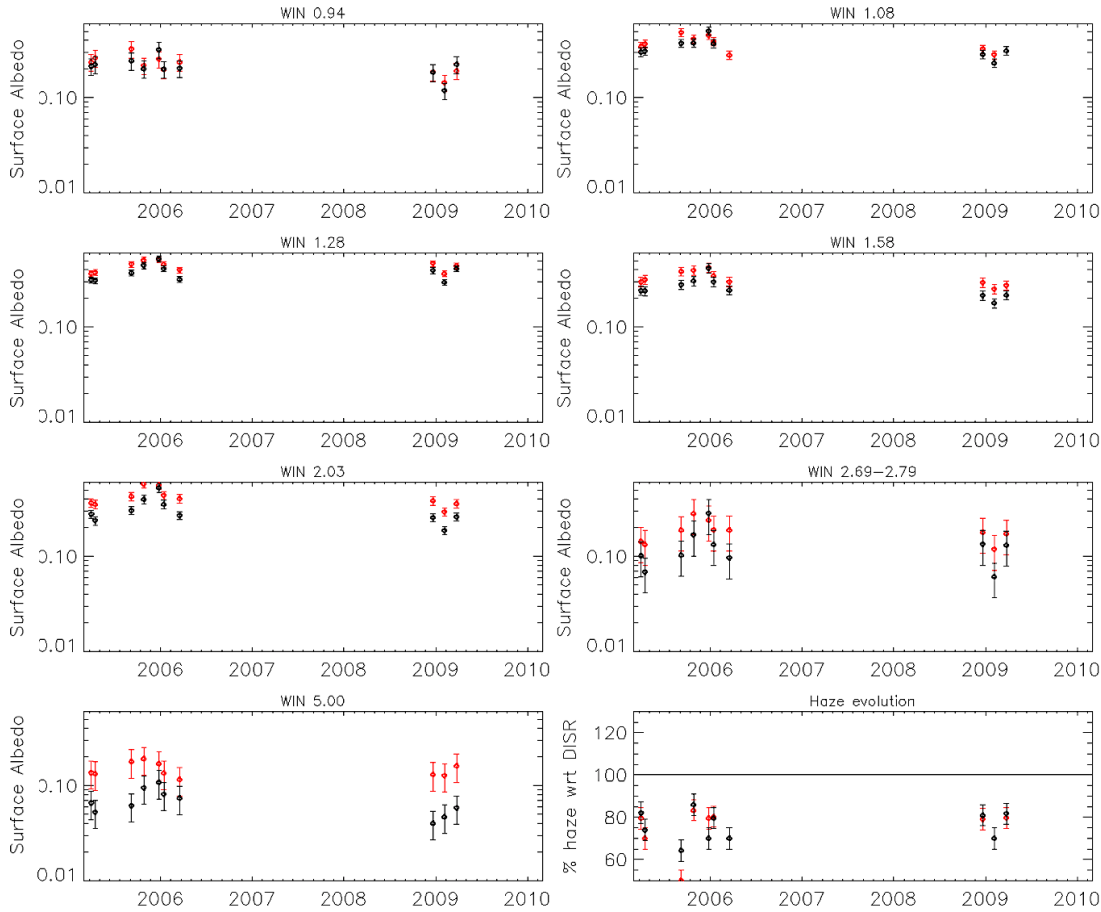 WIN 0.94
Surface Albedo
0.10
0.01
2006 2007 2008 2009 2010
WIN 1.08
Surface Albedo
0.10
0.01
2006 2007 2008 2009 2010
WIN 1.28
Surface Albedo
0.10
0.01
2006 2007 2008 2009 2010
WIN 1.58
Surface Albedo
0.10
0.01
2006 2007 2008 2009 2010
WIN 2.03
Surface Albedo
0.10
0.01
2006 2007 2008 2009 2010
WIN 2.69-2.79
Surface Albedo
0.10
0.01
2006 2007 2008 2009 2010
WIN 5.00
Surface Albedo
0.10
0.01
2006 2007 2008 2009 2010
Haze evolution
% haze wrt DISR
120
100
80
60
2006 2007 2008 2009 2010